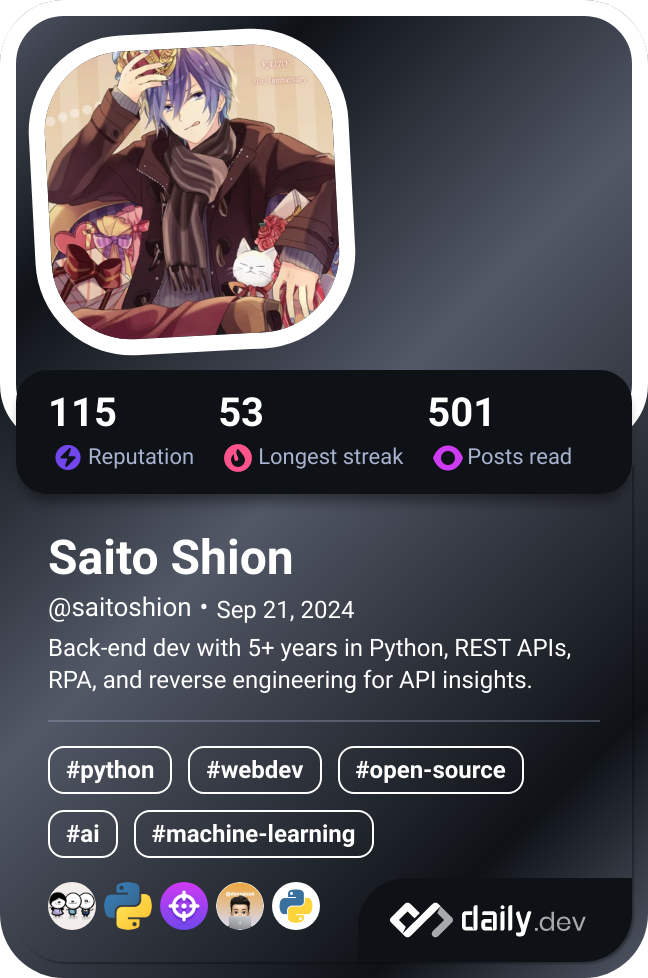 KAITO
115
53
501
Reputation
Longest streak
Posts read
Saito Shion
@saitoshion • Sep 21, 2024
Back-end dev with 5+ years in Python, REST APIs,
RPA, and reverse engineering for API insights.
#python
#webdev
#open-source
#ai
#machine-learning
daily.dev